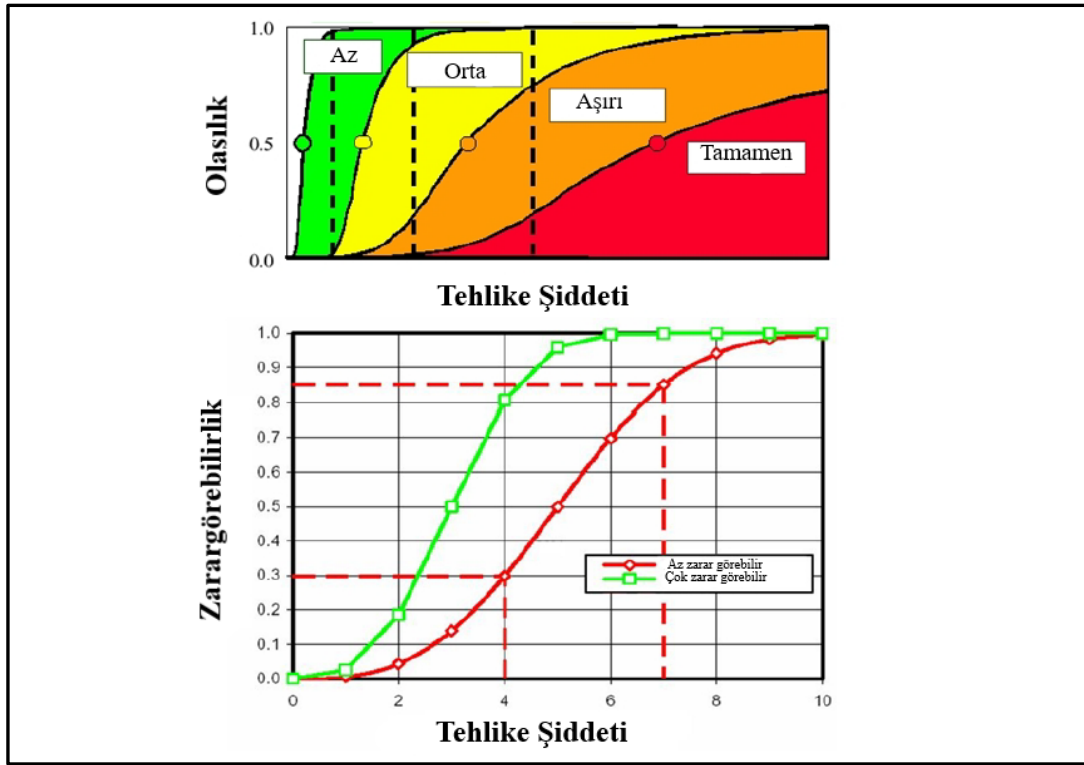 1.0
Az
Orta
Aşırı
Olasılık
0.5
Tamamen
0.0
Tehlike Şiddeti
1.0
0.9
0.8
0.7
0.6
0.5
0.4
0.3
0.2
0.1
0.0
Zarargörebilirlik
Az zarar görebilir
Çok zarar görebilir
0 2 4 6 8 10
Tehlike Şiddeti